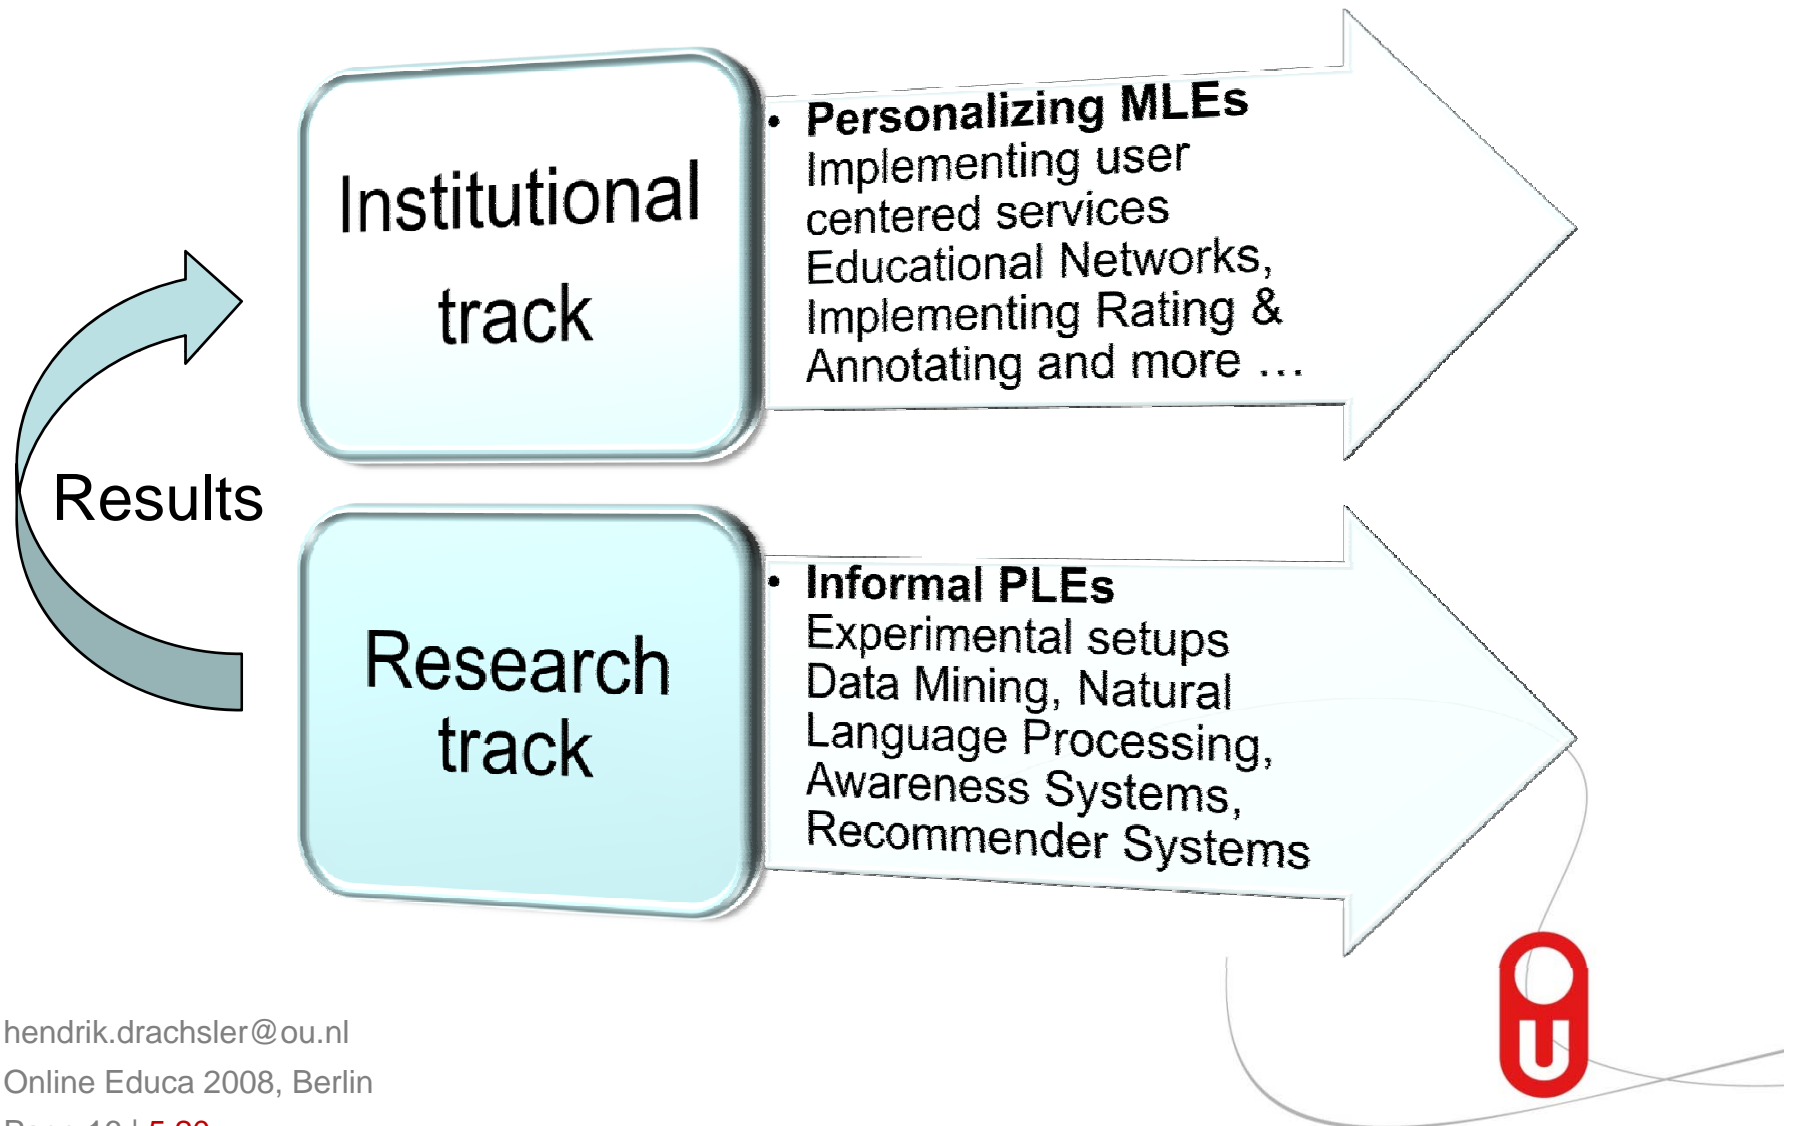 Institutional
track
• Personalizing MLEs
Implementing user
centered services
Educational Networks,
Implementing Rating &
Annotating and more …
Results
Research
track
• Informal PLEs
Experimental setups
Data Mining, Natural
Language Processing,
Awareness Systems,
Recommender Systems
U
hendrik.drachsler@ou.nl
Online Educa 2008, Berlin